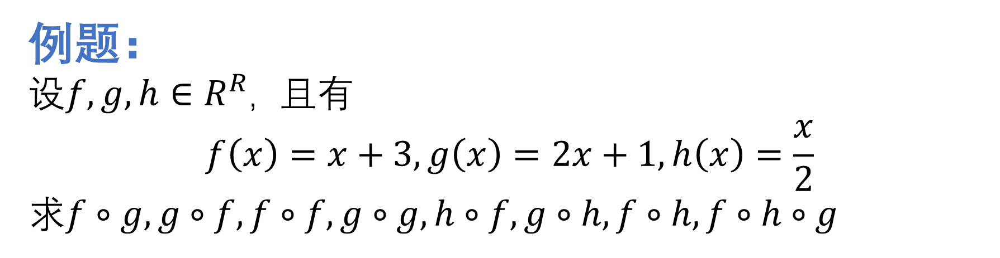 例题：
设f, g, h ∈ R^R，且有
f(x) = x + 3, g(x) = 2x + 1, h(x) = x/2
求f ∘ g, g ∘ f, f ∘ f, g ∘ g, h ∘ f, g ∘ h, f ∘ h, f ∘ h ∘ g